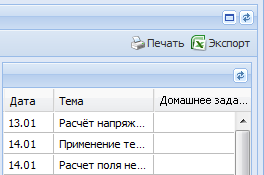 Печать Экспорт
Дата Тема Домашнее зада...
13.01 Расчёт напряж...
14.01 Применение те...
14.01 Расчет поля не...